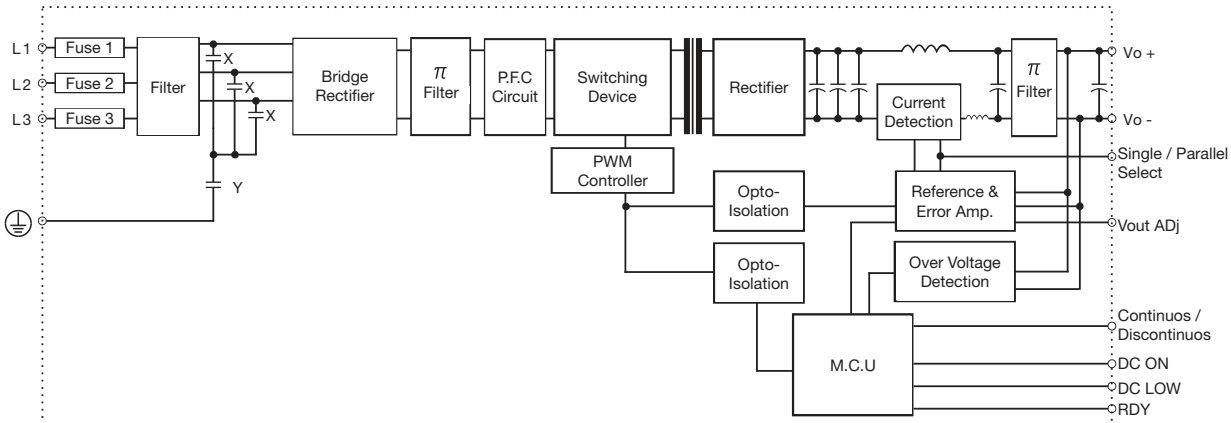 L1
Fuse 1
L2
Fuse 2
L3
Fuse 3
Filter
X
X
X
Y
Bridge
Rectifier
π
Filter
P.F.C
Circuit
Switching
Device
PWM
Controller
Rectifier
Current
Detection
π
Filter
Opto-
Isolation
Reference &
Error Amp.
Opto-
Isolation
Over Voltage
Detection
M.C.U
Vo +
Vo -
Single / Parallel
Select
Vout ADj
Continuos /
Discontinuos
DC ON
DC LOW
RDY